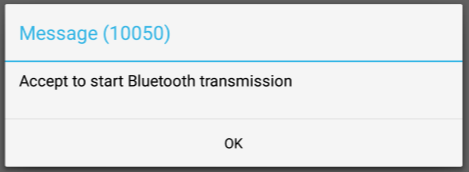 Message (10050)
Accept to start Bluetooth transmission
OK